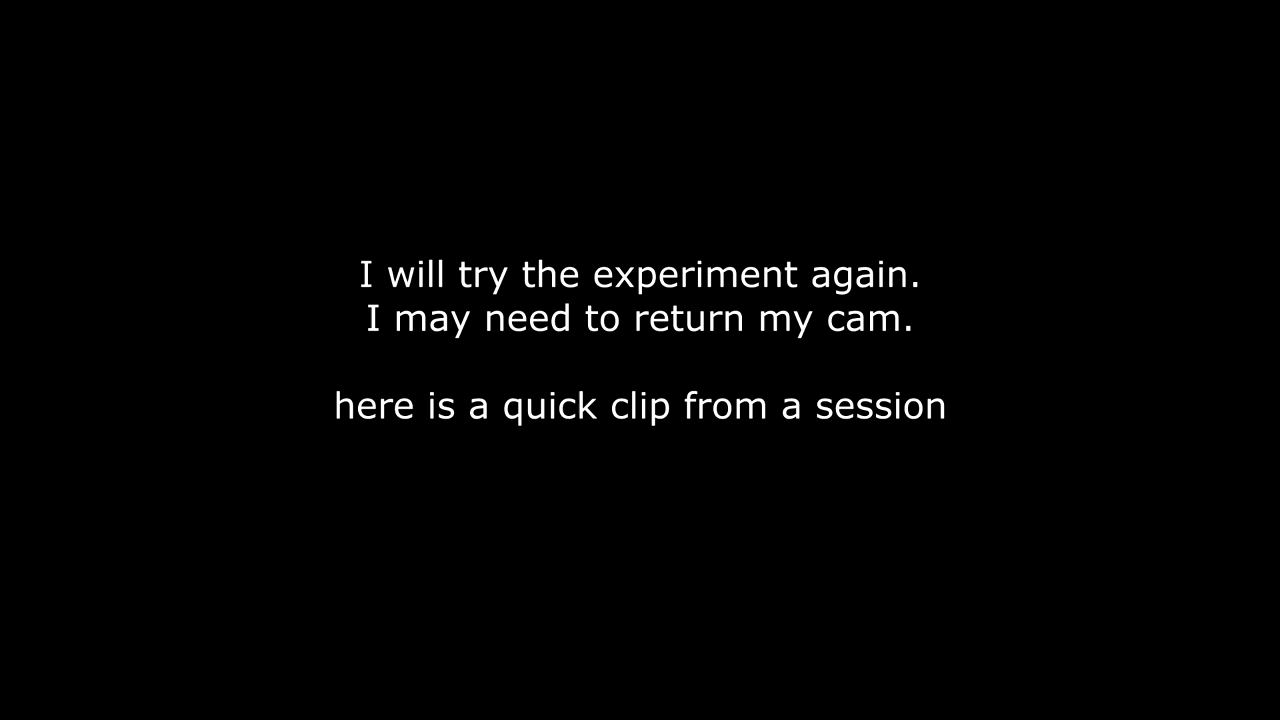 I will try the experiment again.
I may need to return my cam.
here is a quick clip from a session